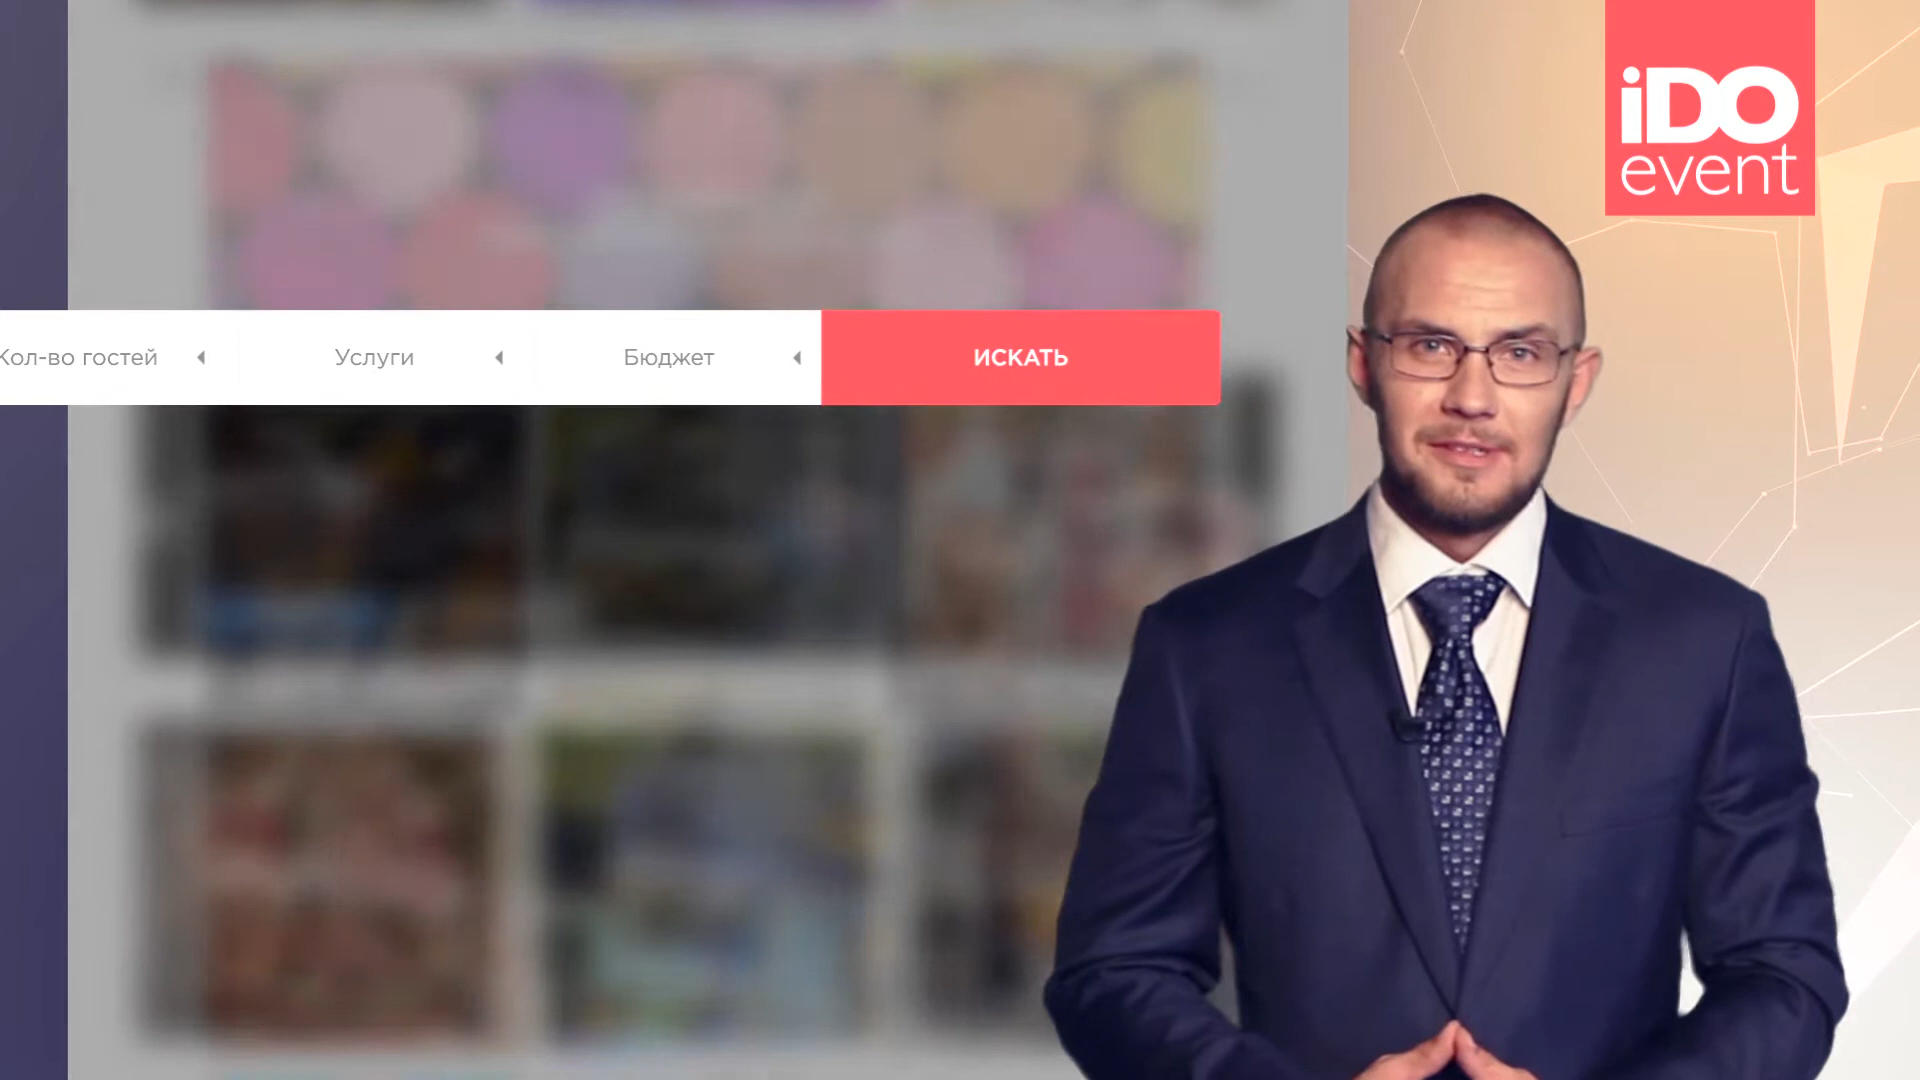 iDO
event
Кол-во гостей
Услуги
Бюджет
ИСКАТЬ